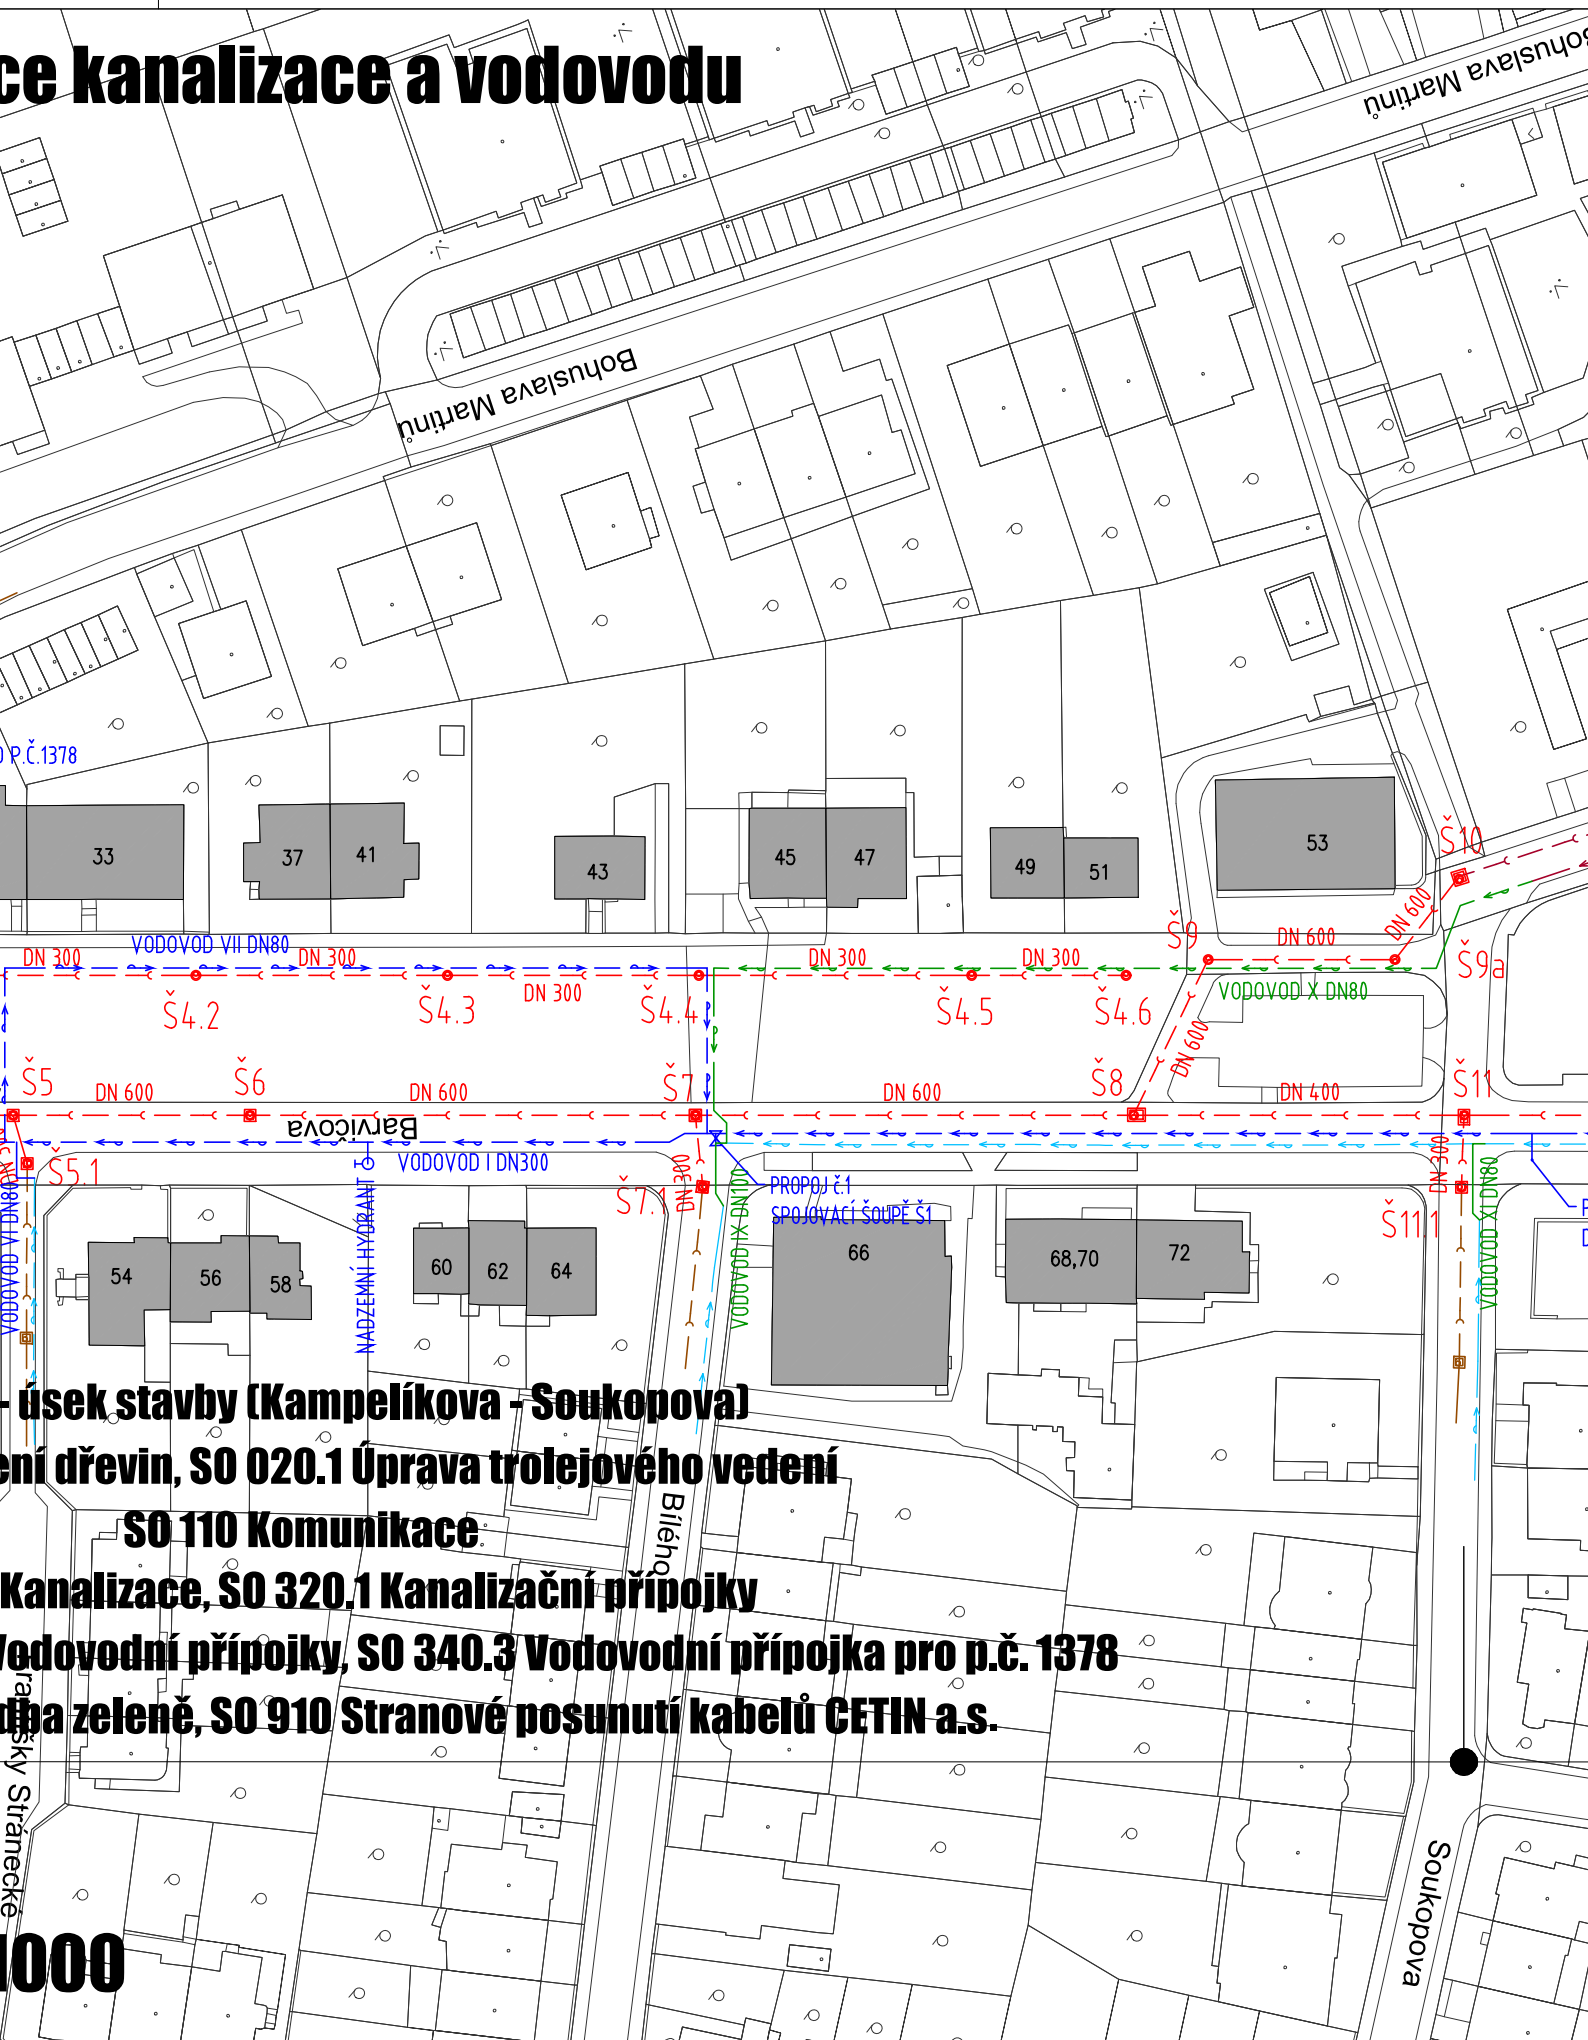 ce kanalizace a vodovodu
Bohuslava Martinů
Bohuslava Martinů
P.Č.1378
33
37
41
43
45
47
49
51
53
Š10
DN 300
VODOVOD VII DN80
DN 300
DN 300
DN 300
DN 300
Š9
DN 600
DN 600
Š9a
Š4.2
Š4.3
Š4.4
Š4.5
Š4.6
VODOVOD X DN80
DN 600
Š5
DN 600
Š6
DN 600
Š7
DN 600
Š8
DN 400
Š11
Barvičova
Š5.1
VODOVOD I DN300
Š7.1
DN 300
PROPOJ č.1
SPOJOVACÍ ŠOUPĚ Š1
DN 300
Š11.1
VODOVOD VI DN80
NADZEMNÍ HYDRANT
VODOVOD IX DN100
VODOVOD XI DN80
54
56
58
60
62
64
66
68,70
72
- úsek stavby (Kampelíkova - Soukopova)
ení dřevin, SO 020.1 Úprava trolejového vedení
SO 110 Komunikace
Kanalizace, SO 320.1 Kanalizační přípojky
Vodovodní přípojky, SO 340.3 Vodovodní přípojka pro p.č. 1378
zeleně, SO 910 Stranové posunutí kabelů CETIN a.s.
Bílého
Stránecké
Soukopova
1000